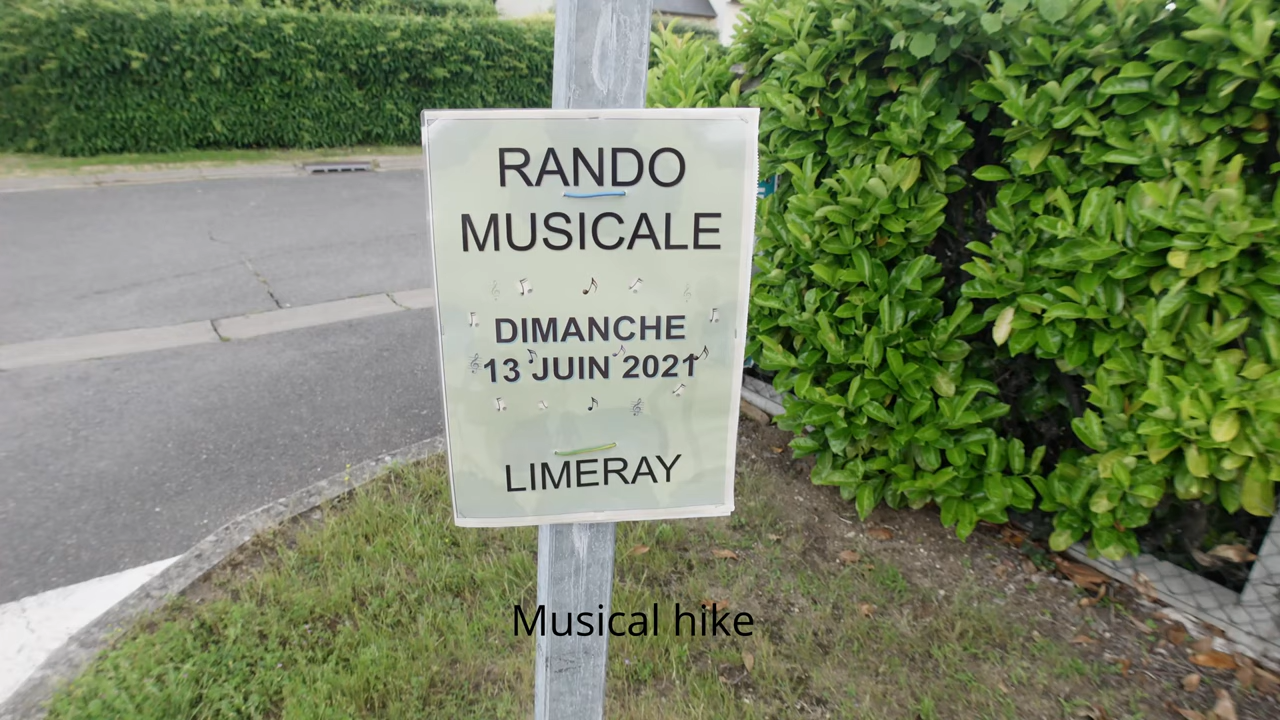 RANDO
MUSICALE
DIMANCHE
13 JUIN 2021
LIMERAY
Musical hike